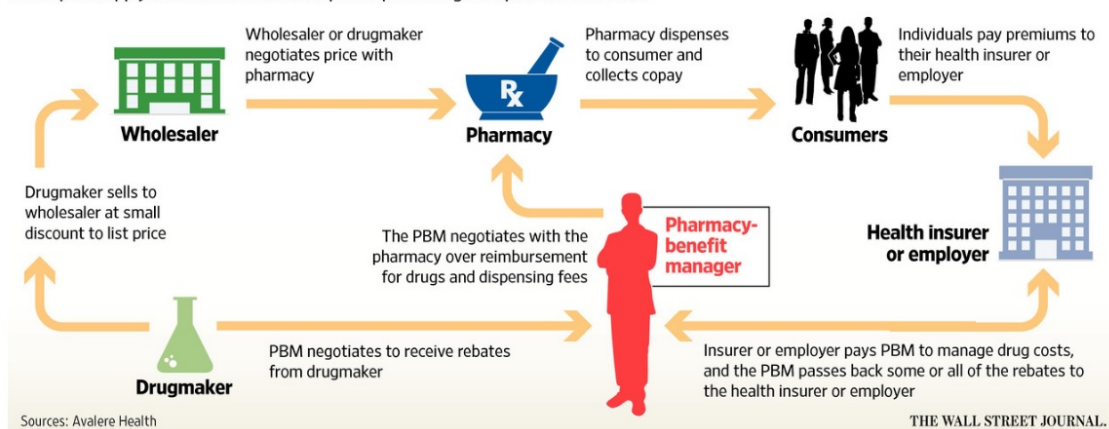 Wholesaler or drugmaker
negotiates price with
pharmacy
Pharmacy dispenses
to consumer and
collects copay
Individuals pay premiums to
their health insurer or
employer
Wholesaler
Rx
Pharmacy
Consumers
Drugmaker sells to
wholesaler at small
discount to list price
The PBM negotiates with the
pharmacy over reimbursement
for drugs and dispensing fees
Pharmacy-
benefit
manager
Health insurer
or employer
Drugmaker
PBM negotiates to receive rebates
from drugmaker
Insurer or employer pays PBM to manage drug costs,
and the PBM passes back some or all of the rebates to
the health insurer or employer
Sources: Avalere Health
THE WALL STREET JOURNAL.